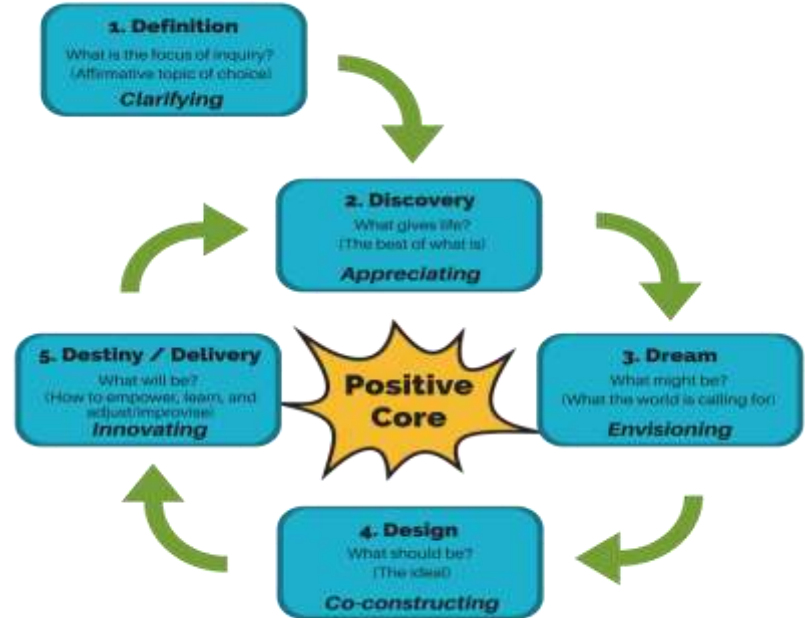 1. Definition
What is the focus of inquiry?
(Affirmative topic of choice)
Clarifying
2. Discovery
What gives life?
(The best of what is)
Appreciating
3. Dream
What might be?
(What the world is calling for)
Envisioning
4. Design
What should be?
(The ideal)
Co-constructing
5. Destiny / Delivery
What will be?
(How to empower, learn, and
adjust/improvise)
Innovating
Positive
Core